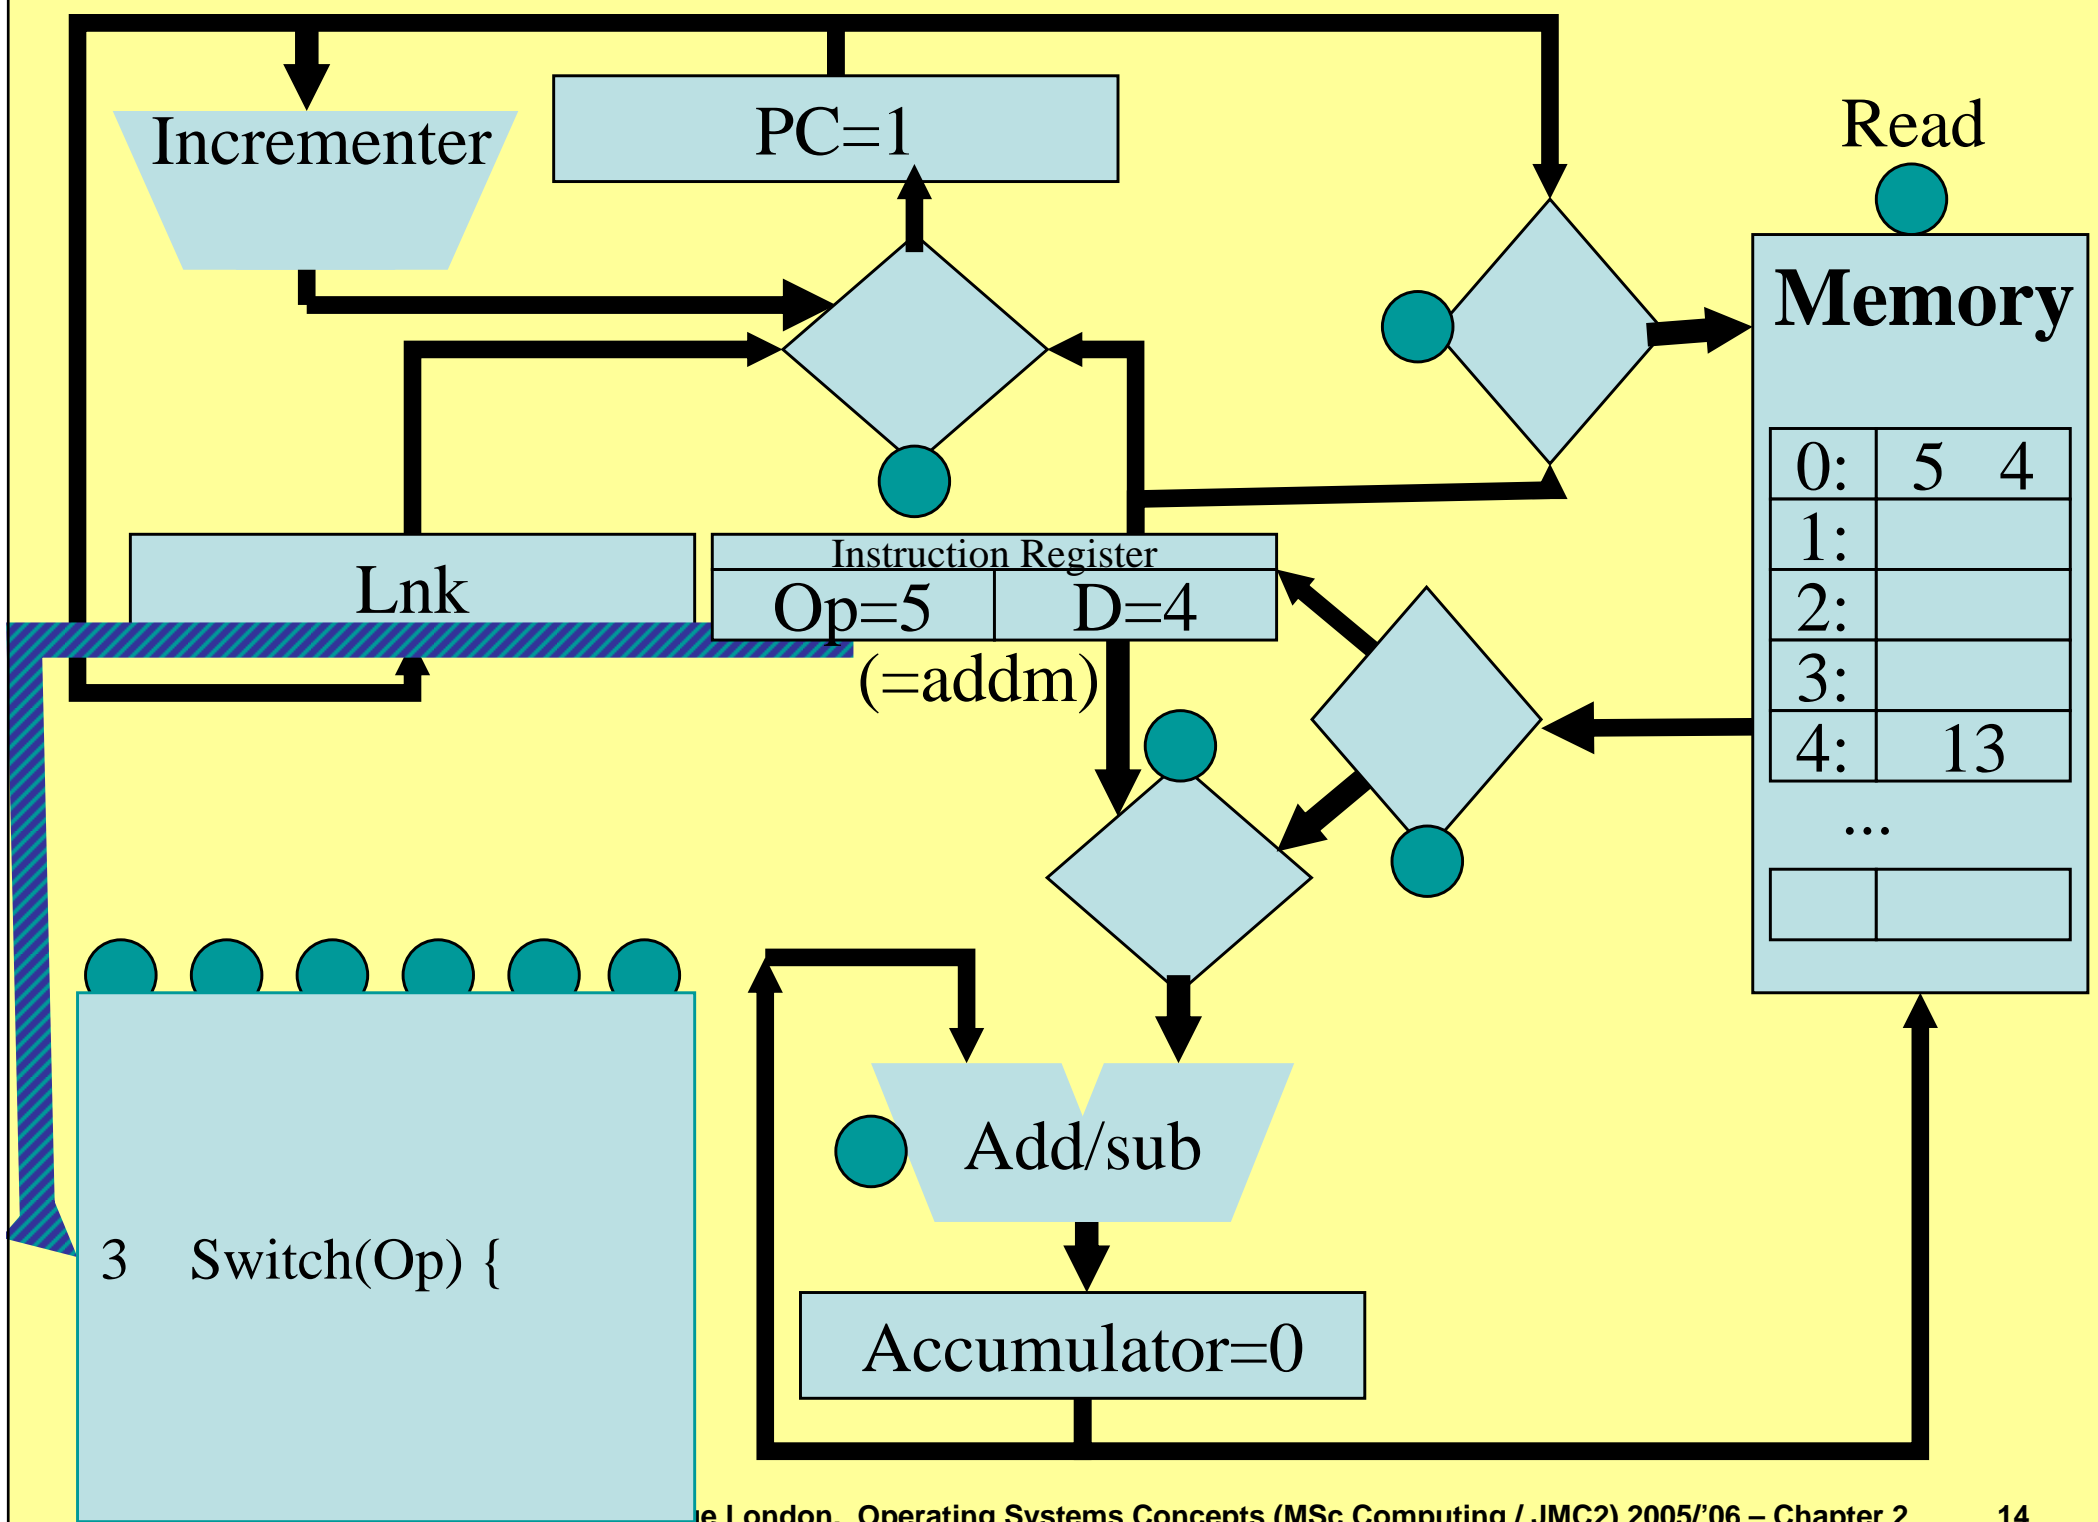 Incrementer
PC=1
Read
Memory
0: 5 4
1:
2:
3:
4: 13
...
Lnk
Instruction Register
Op=5 D=4
(=addm)
Add/sub
3 Switch(Op) {
Accumulator=0
London. Operating Systems Concepts (MSc Computing / JMC2) 2005/'06 – Chapter 2 14